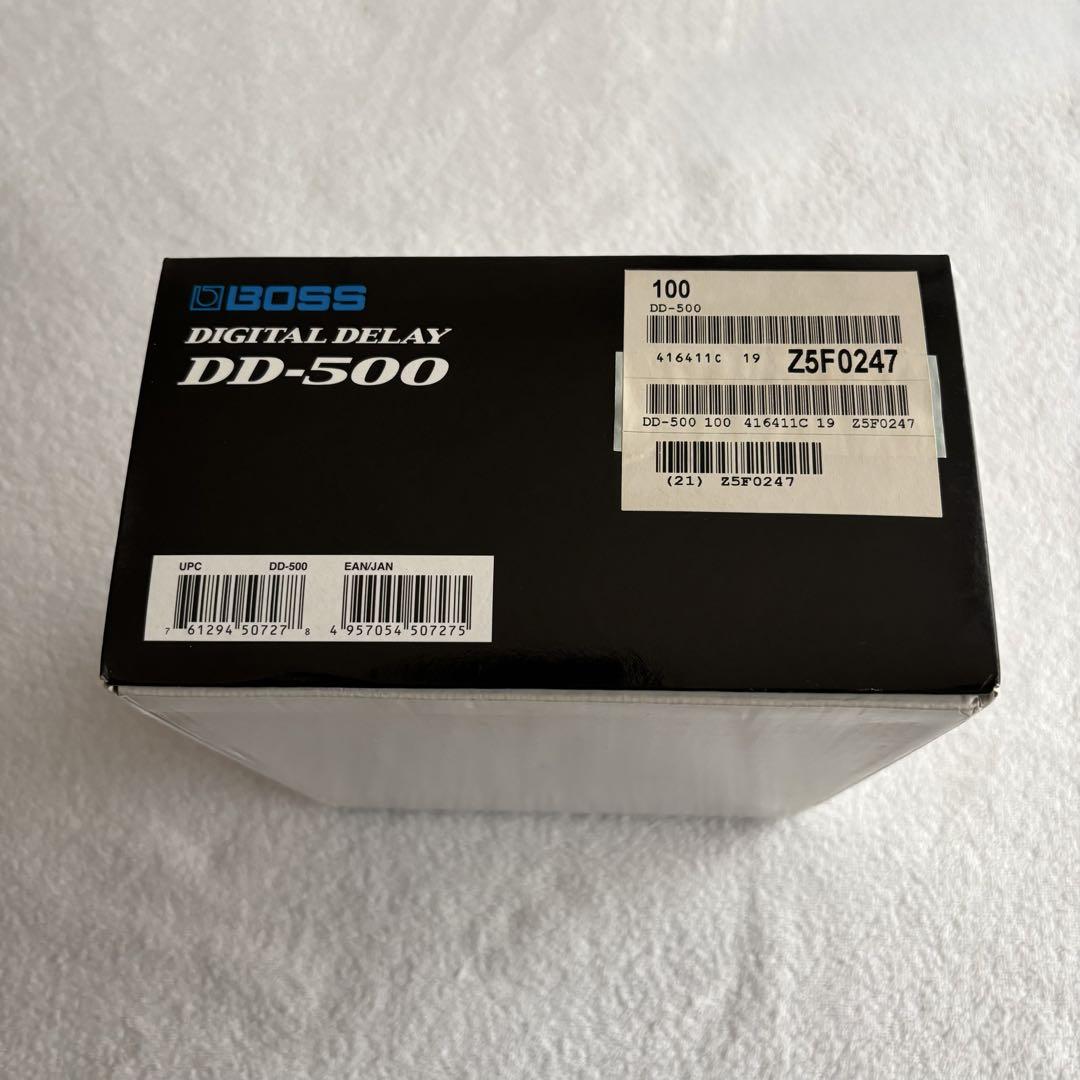 BOSS
DIGITAL DELAY
DD-500
100
DD-500
416411C 19 Z5F0247
DD-500 100 416411C 19 Z5F0247
(21) Z5F0247
UPC DD-500 EAN/JAN
7 61294 50727 8 4 957054 507275